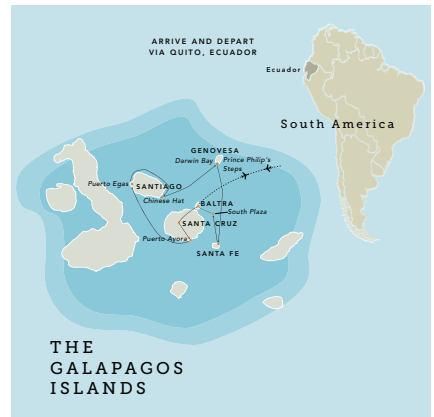 ARRIVE AND DEPART
VIA QUITO, ECUADOR
Ecuador
South America
GENOVESA
Darwin Bay
Prince Philip's
Steps
Puerto Egas
SANTIAGO
Chinese Hat
BALTRA
South Plaza
SANTA CRUZ
Puerto Ayora
SANTA FE
THE
GALAPAGOS
ISLANDS